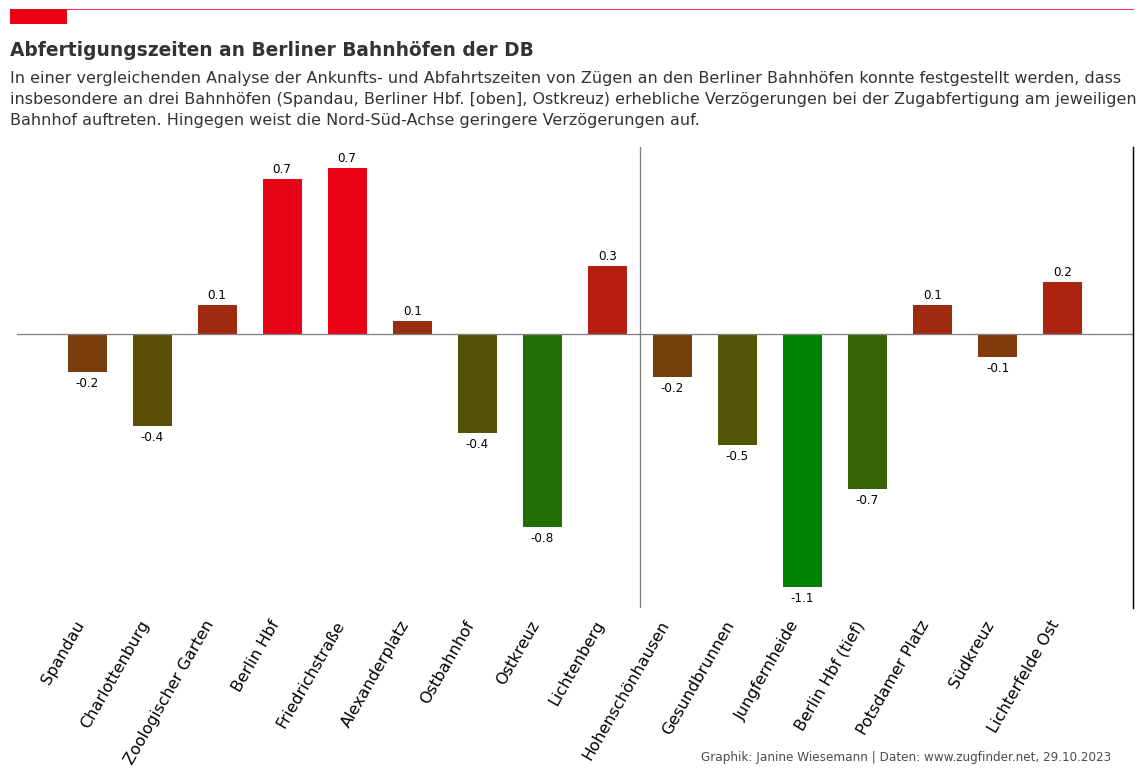 Abfertigungszeiten an Berliner Bahnhöfen der DB
In einer vergleichenden Analyse der Ankunfts- und Abfahrtszeiten von Zügen an den Berliner Bahnhöfen konnte festgestellt werden, dass
insbesondere an drei Bahnhöfen (Spandau, Berliner Hbf. [oben], Ostkreuz) erhebliche Verzögerungen bei der Zugabfertigung am jeweiligen
Bahnhof auftreten. Hingegen weist die Nord-Süd-Achse geringere Verzögerungen auf.
-0.2
-0.4
0.1
0.7
0.7
0.1
-0.4
-0.8
0.3
-0.2
-0.5
-1.1
-0.7
0.1
-0.1
0.2
Spandau
Charlottenburg
Zoologischer Garten
Berlin Hbf
Friedrichstraße
Alexanderplatz
Ostbahnhof
Ostkreuz
Lichtenberg
Hohenschönhausen
Gesundbrunnen
Jungfernheide
Berlin Hbf (tief)
Potsdamer Platz
Südkreuz
Lichterfelde Ost
Graphik: Janine Wiesemann | Daten: www.zugfinder.net, 29.10.2023